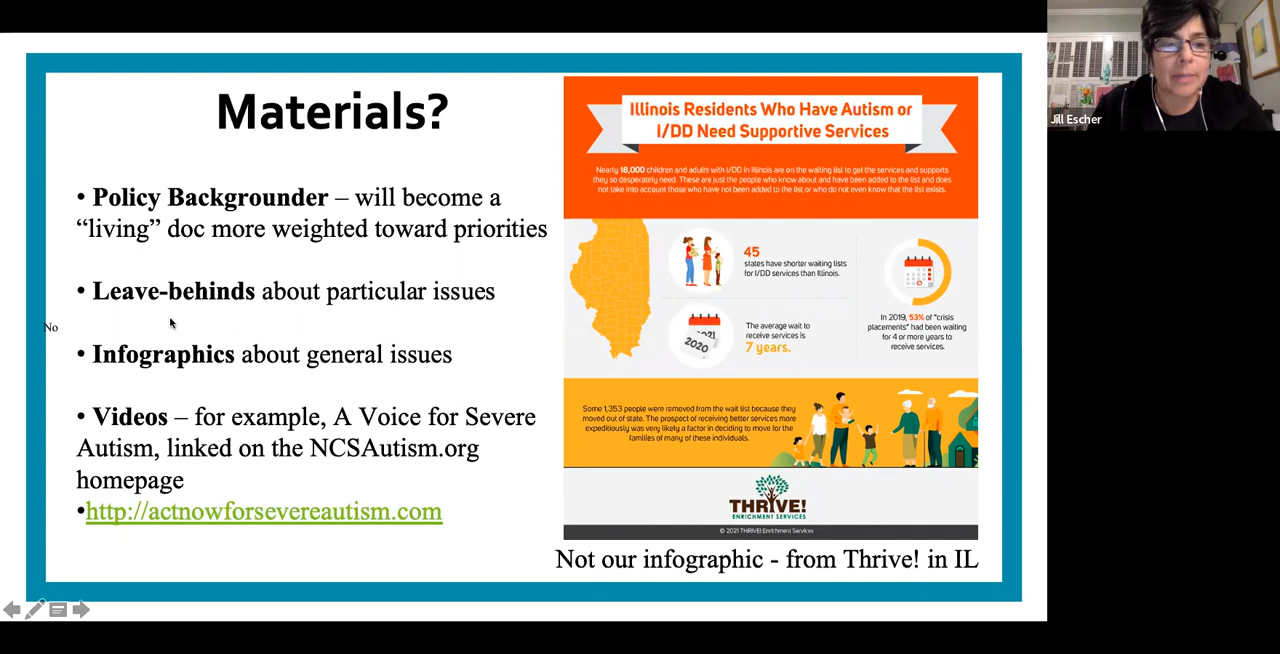 Materials?
• Policy Backgrounder – will become a
“living” doc more weighted toward priorities
• Leave-behinds about particular issues
No
• Infographics about general issues
• Videos – for example, A Voice for Severe
Autism, linked on the NCSAutism.org
homepage
•http://actnowforsevereautism.com
Illinois Residents Who Have Autism or
I/DD Need Supportive Services
Nearly 18,000 children and adults with I/DD in Illinois are on the waiting list to get the services and supports
they so desperately need. These are just the people who know about and have been added to the list and does
not take into account those who have not been added to the list or who do not even know that the list exists.
45
states have shorter waiting lists
for I/DD services than Illinois.
2021
2020
The average wait to
receive services is
7 years.
In 2019, 53% of "crisis
placements" had been waiting
for 4 or more years to
receive services.
Some 1,353 people were removed from the wait list because they
moved out of state. The prospect of receiving better services more
expeditiously was very likely a factor in deciding to move for the
families of many of these individuals.
THRIVE!
ENRICHMENT SERVICES
© 2021 THRIVE! Enrichment Services
Not our infographic - from Thrive! in IL
Jill Escher